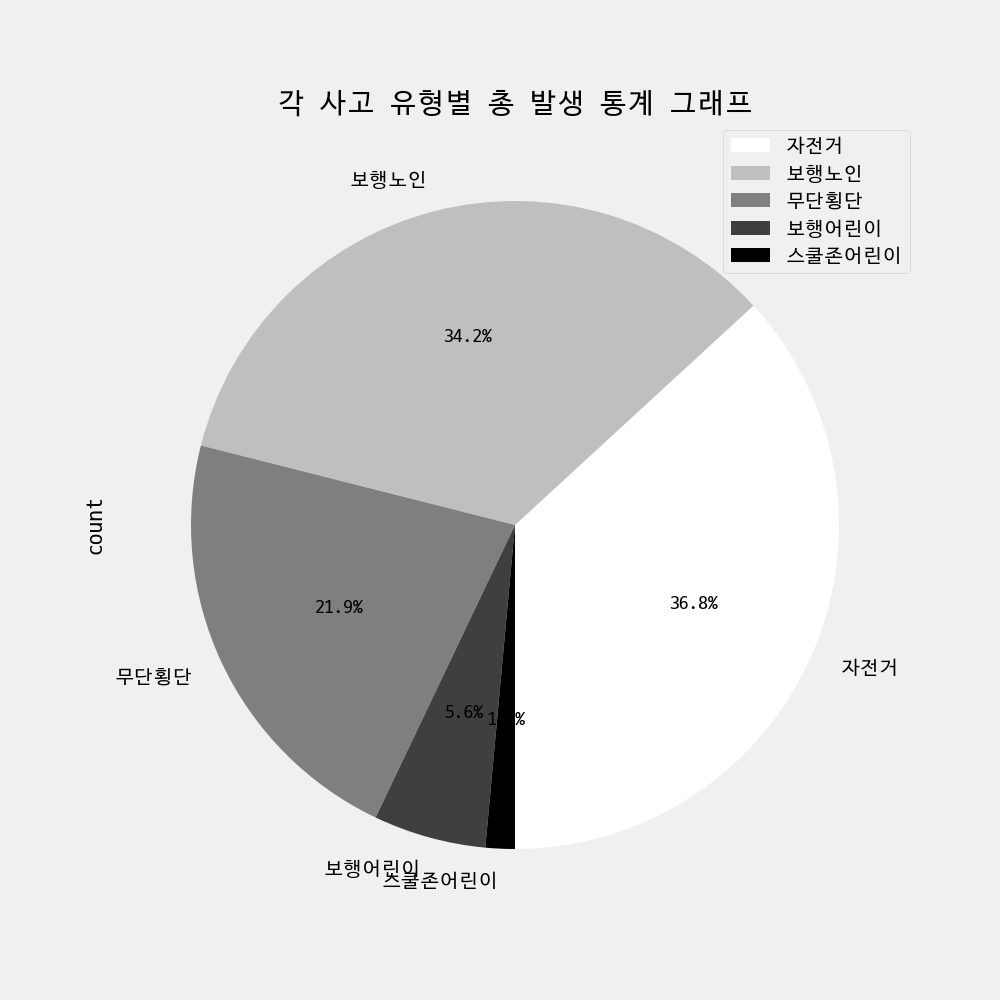 각 사고 유형별 총 발생 통계 그래프
자전거
보행노인
무단횡단
보행어린이
스쿨존어린이
보행노인
34.2%
count
21.9%
36.8%
무단횡단
자전거
5.6%
보행어린이
스쿨존어린이